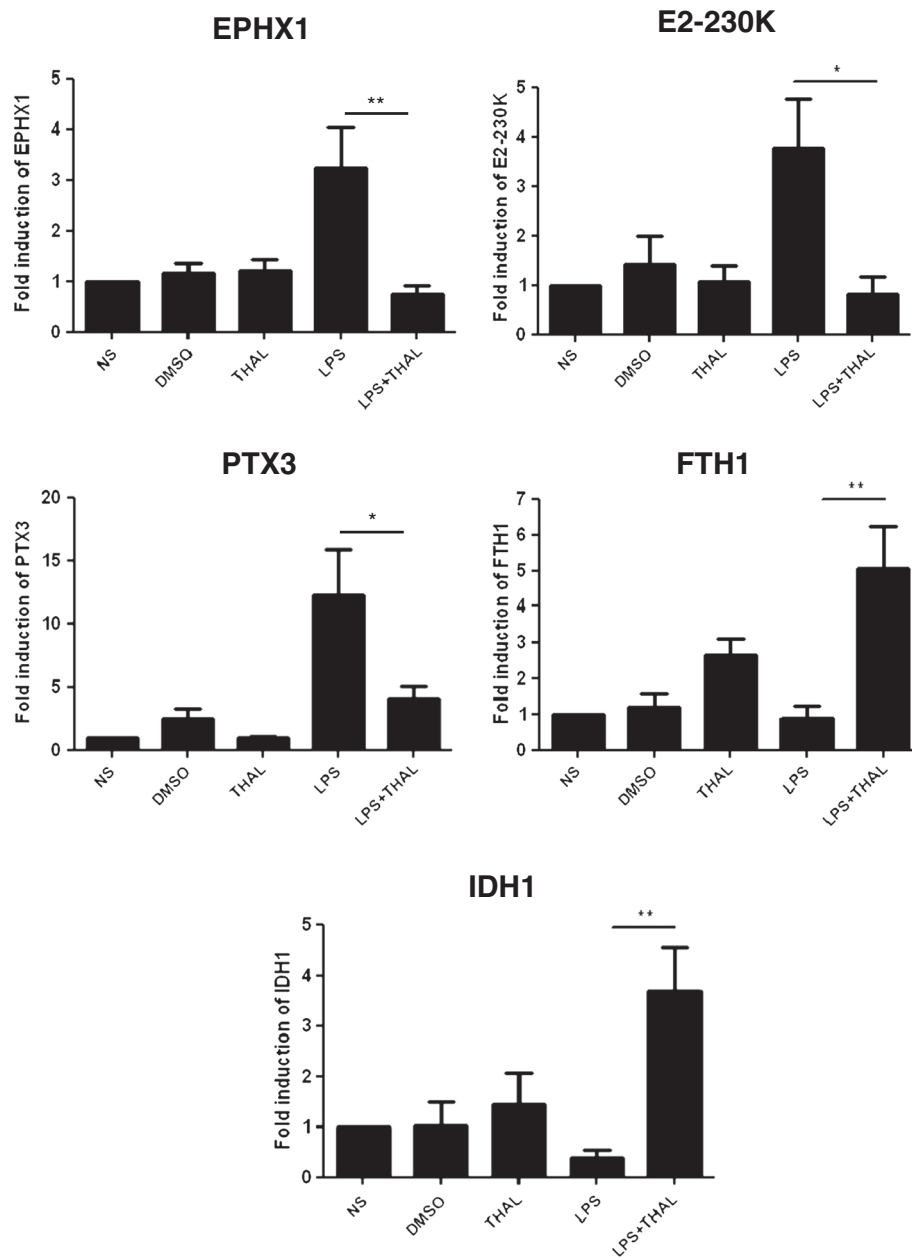 EPHX1
Fold induction of EPHX1
5
4
3
2
1
0
**
NS
DMSO
THAL
LPS
LPS+THAL
E2-230K
Fold induction of E2-230K
5
4
3
2
1
0
*
NS
DMSO
THAL
LPS
LPS+THAL
PTX3
Fold induction of PTX3
20
15
10
5
0
*
NS
DMSO
THAL
LPS
LPS+THAL
FTH1
Fold induction of FTH1
7
6
5
4
3
2
1
0
**
NS
DMSO
THAL
LPS
LPS+THAL
IDH1
Fold induction of IDH1
5
4
3
2
1
0
**
NS
DMSO
THAL
LPS
LPS+THAL